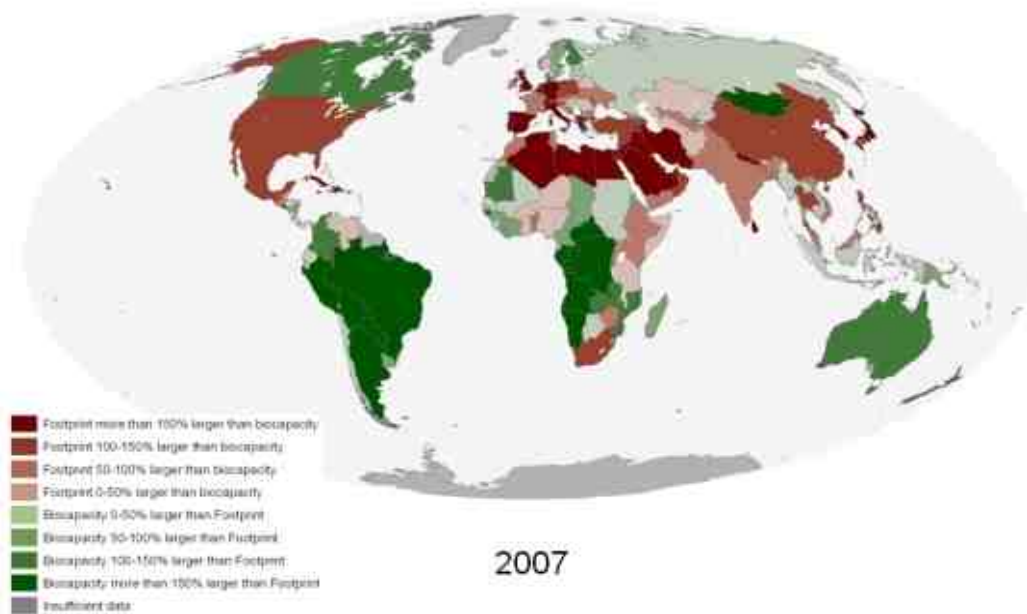 Footprint more than 150% larger than biocapacity
Footprint 100-150% larger than biocapacity
Footprint 50-100% larger than biocapacity
Footprint 0-50% larger than biocapacity
Biocapacity 0-50% larger than Footprint
Biocapacity 50-100% larger than Footprint
Biocapacity 100-150% larger than Footprint
Biocapacity more than 150% larger than Footprint
Insufficient data
2007